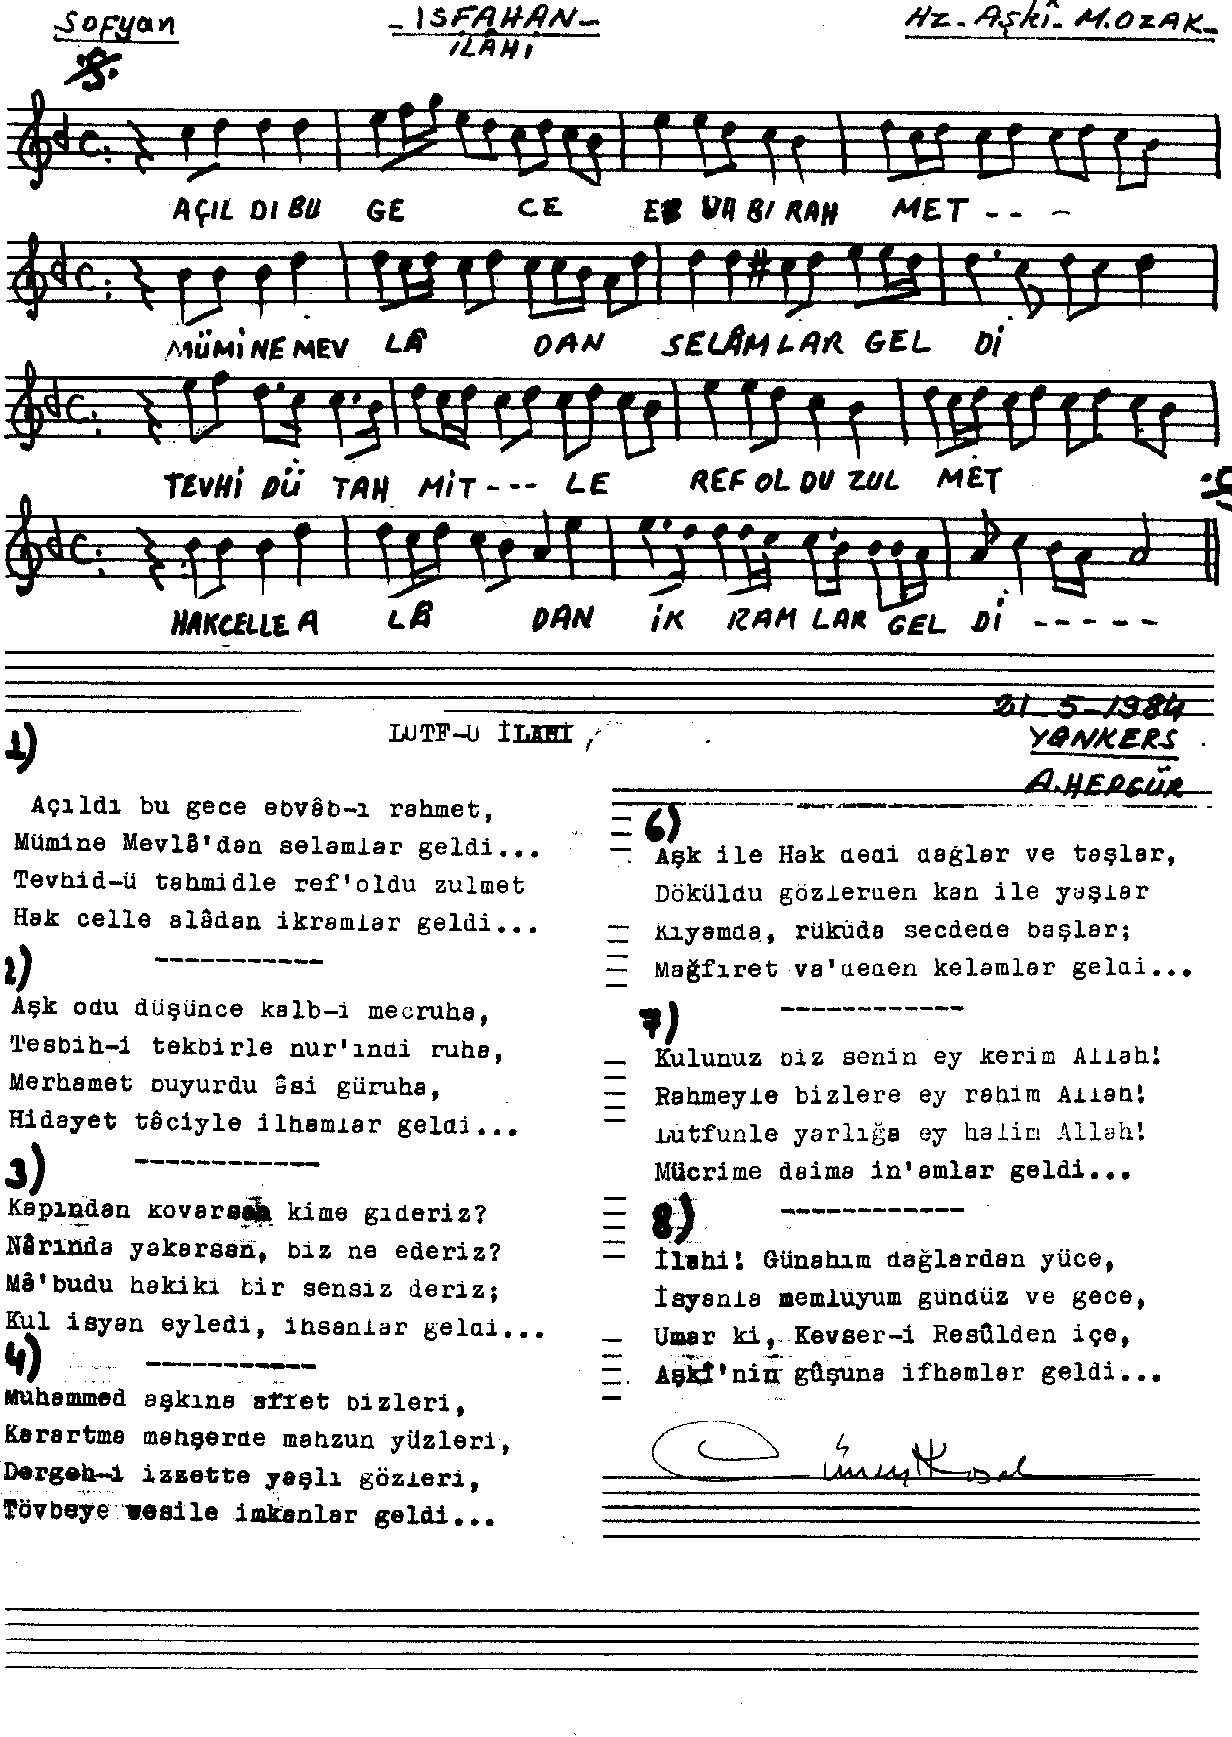 Sofyan
-ISFAHAN-
İLÂHİ
Hz. Aşkî. M. OZAK-
AÇIL DI BU GE CE EB VA BI RAH MET - - -
MÜMİ NE MEV LÂ DAN SELÂMLAR GEL Dİ
TEVHİ DÜ TAH MİT - - - LE REF OL DU ZUL MET
HAKCELLE A LÂ DAN İK RAM LAR GEL Dİ - - - - -
21-5-1984
YANKERS
A.HEPGÜR
LUTF-U İLAHİ
1)
Açıldı bu gece ebvâb-ı rahmet,
Mümine Mevlâ'dan selamlar geldi...
Tevhid-ü tahmidle ref'oldu zulmet
Hak celle alâdan ikramlar geldi...
2)
Aşk odu düşünce kalb-i mecruha,
Tesbih-i tekbirle nur'indi ruha,
Merhamet buyurdu âsi güruha,
Hidayet tâciyle ilhamlar geldi...
3)
Kapından kovarsan kime gideriz?
Nârında yakarsan, biz ne ederiz?
Mâ'budu hakiki bir sensiz deriz;
Kul isyan eyledi, ihsanlar geldi...
4)
Muhammed aşkına affet bizleri,
Karartma mahşerde mahzun yüzleri,
Dergah-i izzette yaşlı gözleri,
Tövbeye vesile imkanlar geldi...
6)
Aşk ile Hak dedi dağlar ve taşlar,
Döküldu gözlerden kan ile yaşlar
Kıyamda, rüküda secdede başlar;
Mağfiret va'deden kelamlar geldi...
7)
Kulunuz biz senin ey kerim Allah!
Rahmeyle bizlere ey rahim Allah!
Lutfunle yarlığa ey halim Allah!
Mücrime daima in'amlar geldi...
8)
İlahi! Günahım dağlardan yüce,
İsyanla memluyum gündüz ve gece,
Umar ki, Kevser-i Resûlden içe,
Aşkî'nin gûşuna ifhamlar geldi...